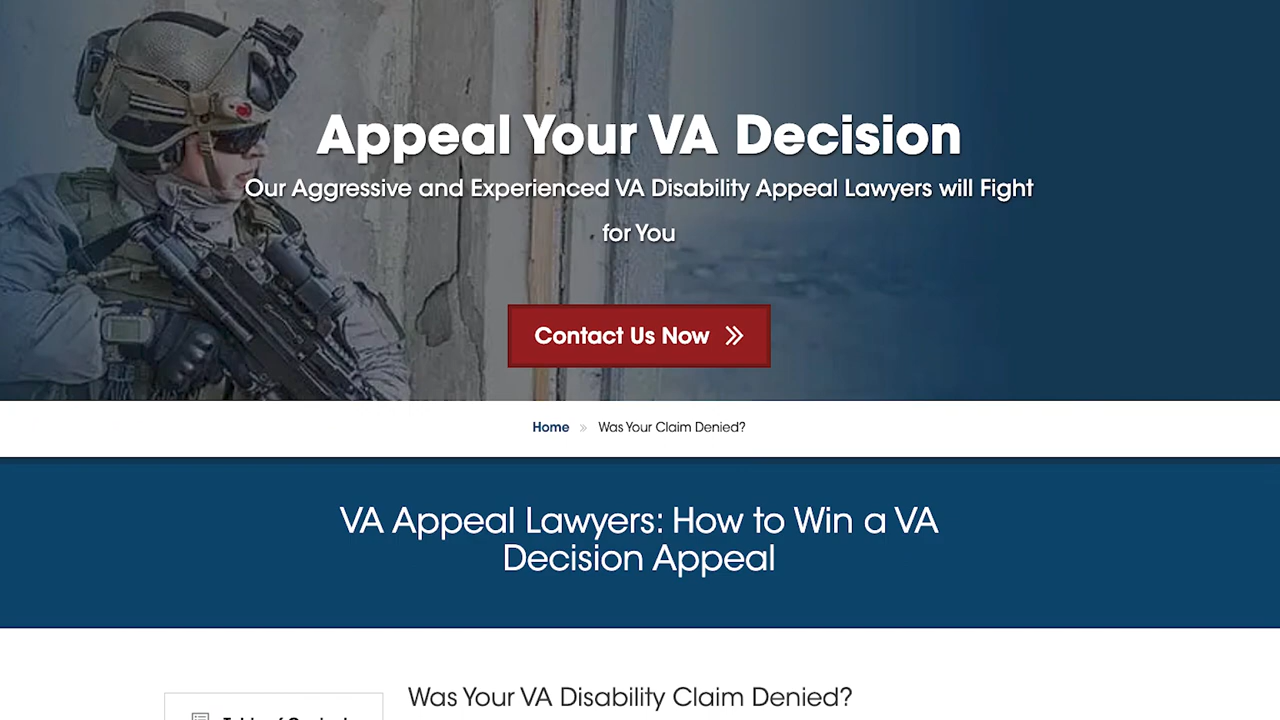 Appeal Your VA Decision
Our Aggressive and Experienced VA Disability Appeal Lawyers will Fight
for You
Contact Us Now
Home » Was Your Claim Denied?
VA Appeal Lawyers: How to Win a VA
Decision Appeal
Was Your VA Disability Claim Denied?